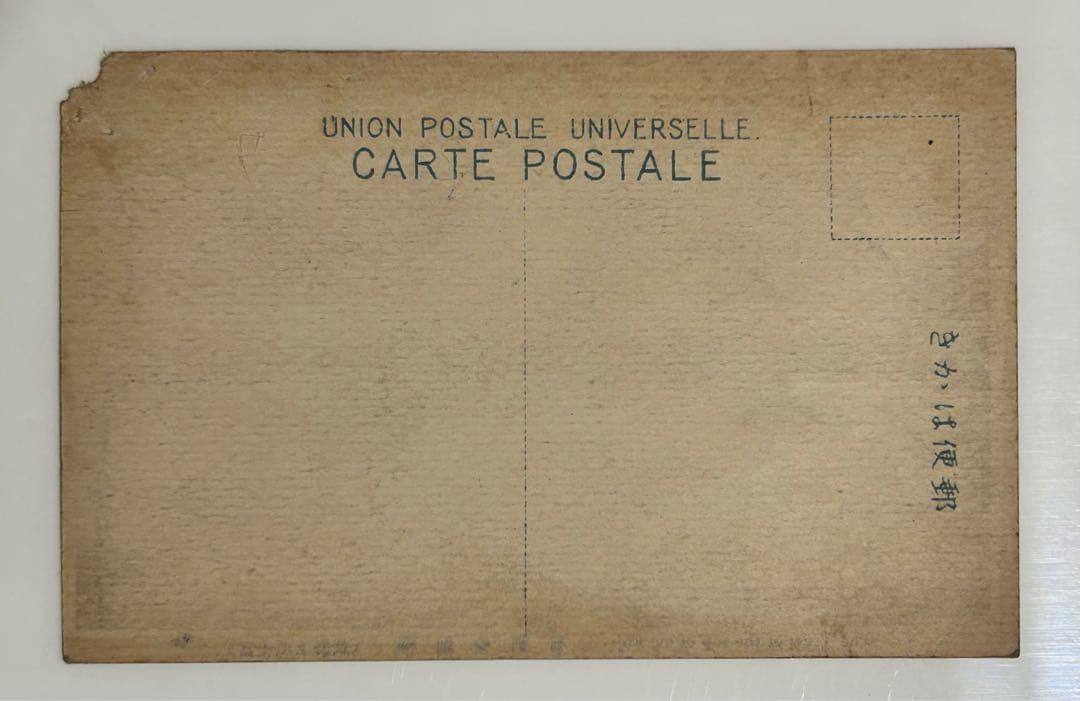 UNION POSTALE UNIVERSELLE.
CARTE POSTALE
郵便はかき